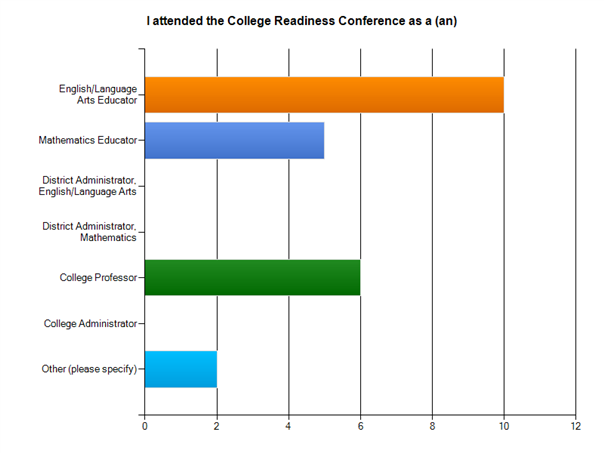 I attended the College Readiness Conference as a (an)
English/Language
Arts Educator
Mathematics Educator
District Administrator,
English/Language Arts
District Administrator,
Mathematics
College Professor
College Administrator
Other (please specify)
0 2 4 6 8 10 12